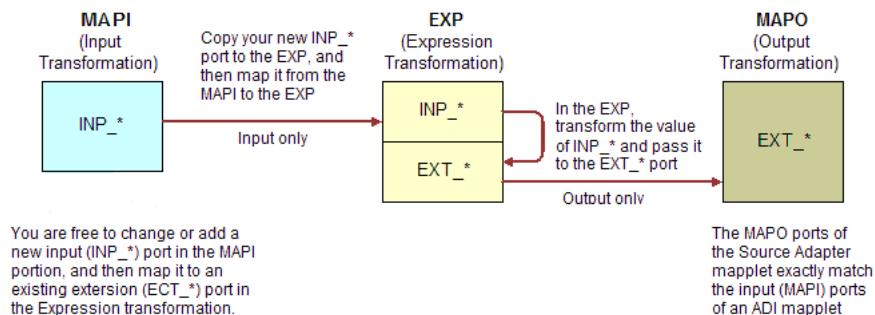 MAPI
(Input
Transformation)
Copy your new INP_*
port to the EXP, and
then map it from the
MAPI to the EXP
EXP
(Expression
Transformation)
MAPO
(Output
Transformation)
INP_*
Input only
INP_*
EXT_*
In the EXP,
transform the value
of INP_* and pass it
to the EXT_* port
Output only
EXT_*
You are free to change or add a
new input (INP_*) port in the MAPI
portion, and then map it to an
existing extersion (ECT_*) port in
the Expression transformation.
The MAPO ports of
the Source Adapter
mapplet exactly match
the input (MAPI) ports
of an ADI mapplet